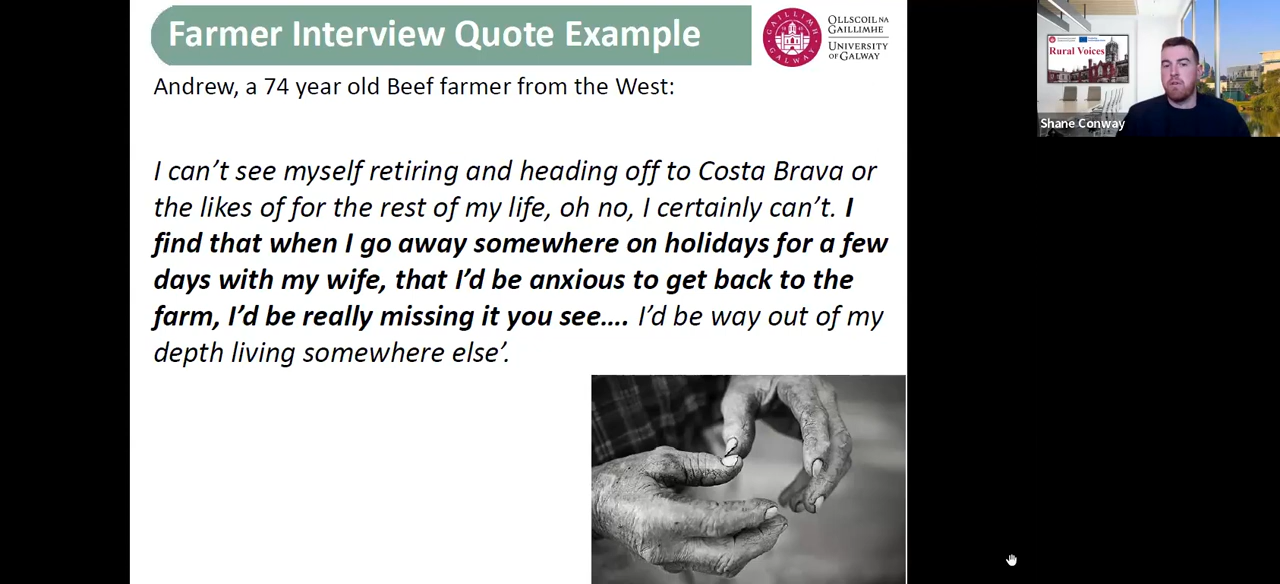 Farmer Interview Quote Example
OLLSCOIL NA
GAILLIMHE
UNIVERSITY
OF GALWAY
Andrew, a 74 year old Beef farmer from the West:
I can't see myself retiring and heading off to Costa Brava or
the likes of for the rest of my life, oh no, I certainly can't. I
find that when I go away somewhere on holidays for a few
days with my wife, that I'd be anxious to get back to the
farm, I'd be really missing it you see.... I'd be way out of my
depth living somewhere else'.
Rural Voices
Shane Conway